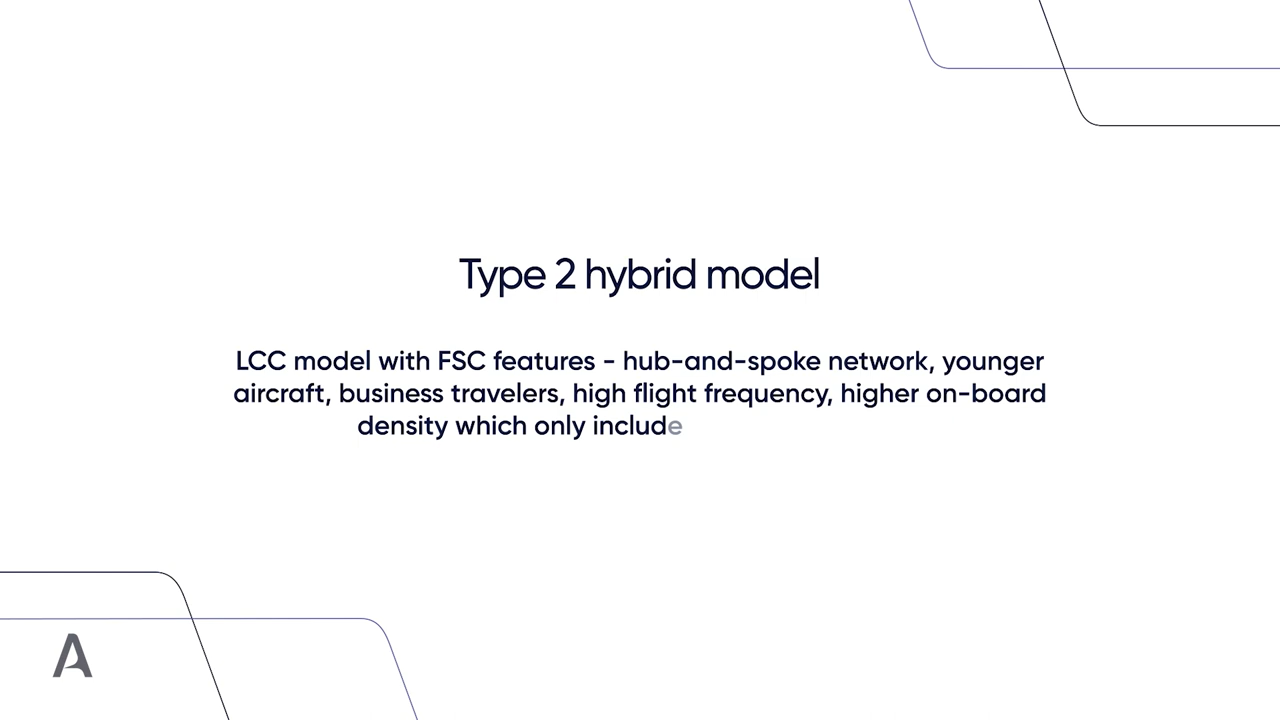 Type 2 hybrid model
LCC model with FSC features - hub-and-spoke network, younger
aircraft, business travelers, high flight frequency, higher on-board
density which only include